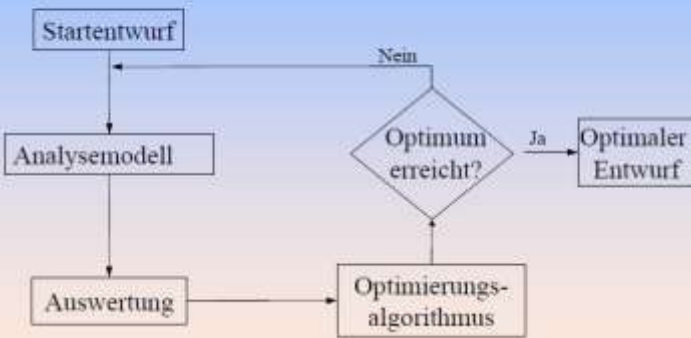 Startentwurf
Nein
Analysemodell
Optimum
erreicht?
Ja
Optimaler
Entwurf
Auswertung
Optimierungs-
algorithmus